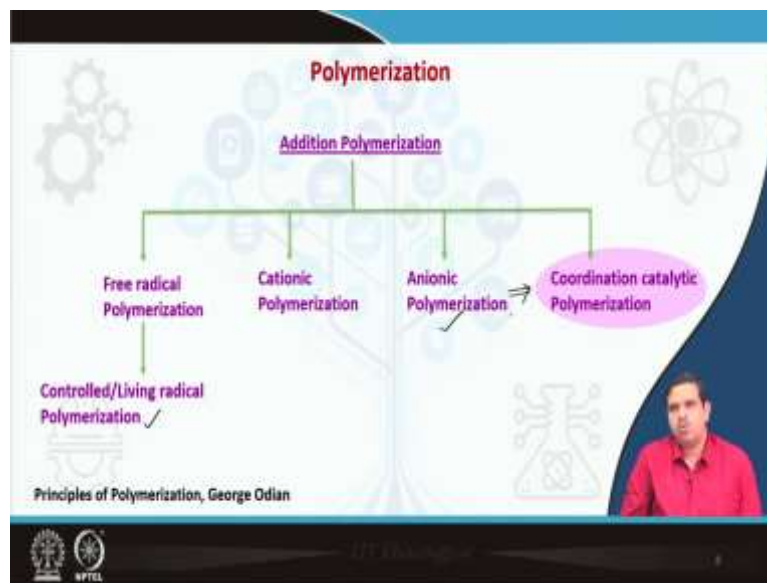 Polymerization
Addition Polymerization
Free radical
Polymerization
Cationic
Polymerization
Anionic
Polymerization
Coordination catalytic
Polymerization
Controlled/Living radical
Polymerization
Principles of Polymerization, George Odian
NPTEL